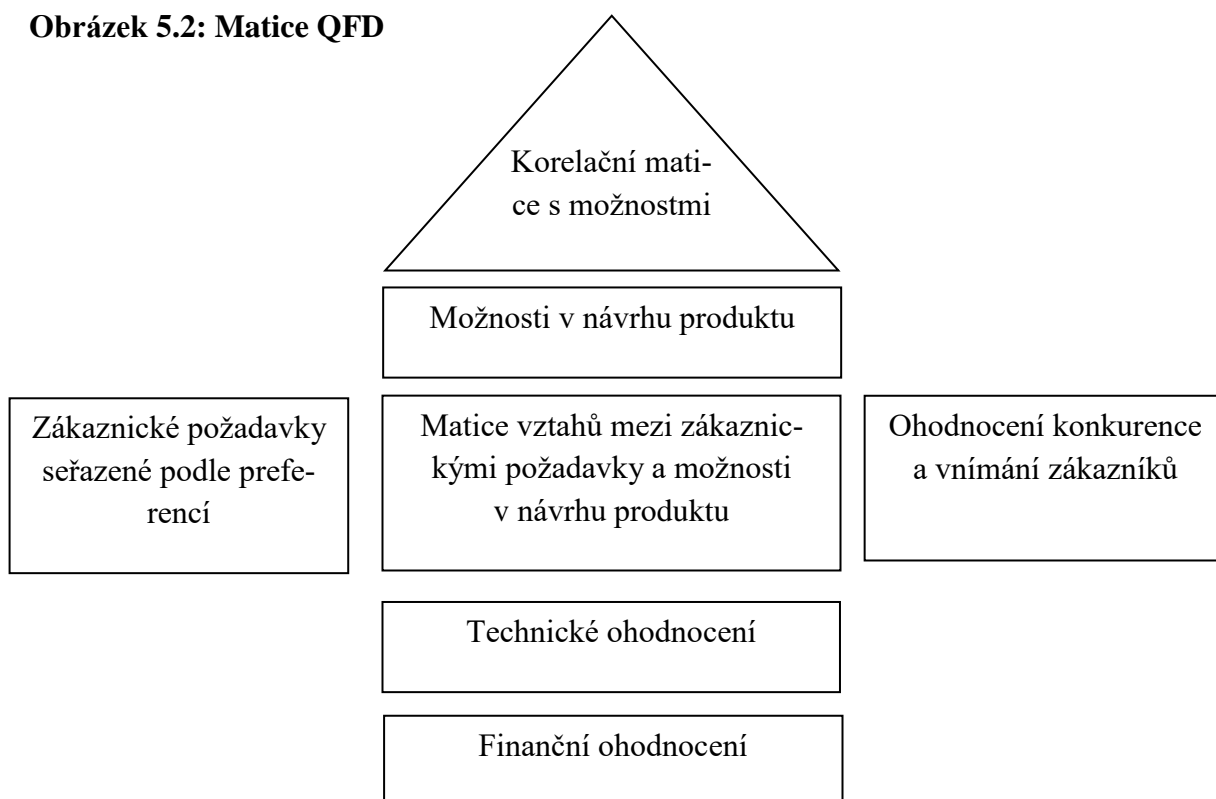 Obrázek 5.2: Matice QFD
Korelační mati-
ce s možnostmi
Možnosti v návrhu produktu
Zákaznické požadavky
seřazené podle prefe-
rencí
Matice vztahů mezi zákaznic-
kými požadavky a možnosti
v návrhu produktu
Ohodnocení konkurence
a vnímání zákazníků
Technické ohodnocení
Finanční ohodnocení